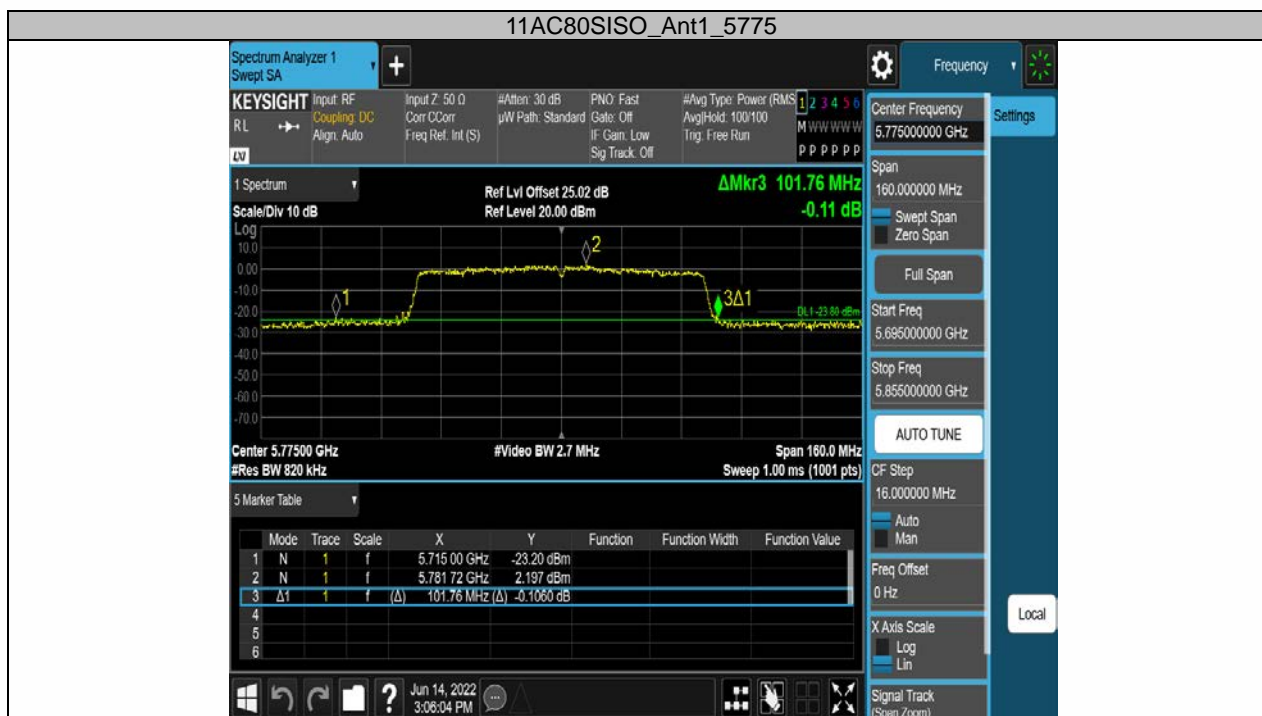 11AC80SISO_Ant1_5775
Spectrum Analyzer 1
Swept SA
+
Frequency
KEYSIGHT
RL
LXI
Input: RF
Coupling: DC
Align: Auto
Input Z: 50 Ω
Corr CCorr
Freq Ref: Int (S)
#Atten: 30 dB
µW Path: Standard
PNO: Fast
Gate: Off
IF Gain: Low
Sig Track: Off
#Avg Type: Power (RMS
Avg|Hold: 100/100
Trig: Free Run
1 2 3 4 5 6
M W W W W W
P P P P P P
Center Frequency
5.775000000 GHz
Settings
Span
160.000000 MHz
Swept Span
Zero Span
Full Span
Start Freq
5.695000000 GHz
Stop Freq
5.855000000 GHz
AUTO TUNE
CF Step
16.000000 MHz
Auto
Man
Freq Offset
0 Hz
X Axis Scale
Log
Lin
Local
Signal Track
(Span Zoom)
1 Spectrum
Scale/Div 10 dB
Ref Lvl Offset 25.02 dB
Ref Level 20.00 dBm
ΔMkr3 101.76 MHz
-0.11 dB
Log
10.0
0.00
-10.0
-20.0
-30.0
-40.0
-50.0
-60.0
-70.0
1
2
3Δ1
DL1 -23.80 dBm
Center 5.77500 GHz
#Video BW 2.7 MHz
Span 160.0 MHz
#Res BW 820 kHz
Sweep 1.00 ms (1001 pts)
5 Marker Table
Mode Trace Scale X Y Function Function Width Function Value
1 N 1 f 5.715 00 GHz -23.20 dBm
2 N 1 f 5.781 72 GHz 2.197 dBm
3 Δ1 1 f (Δ) 101.76 MHz (Δ) -0.1060 dB
4
5
6
?
Jun 14, 2022
3:06:04 PM